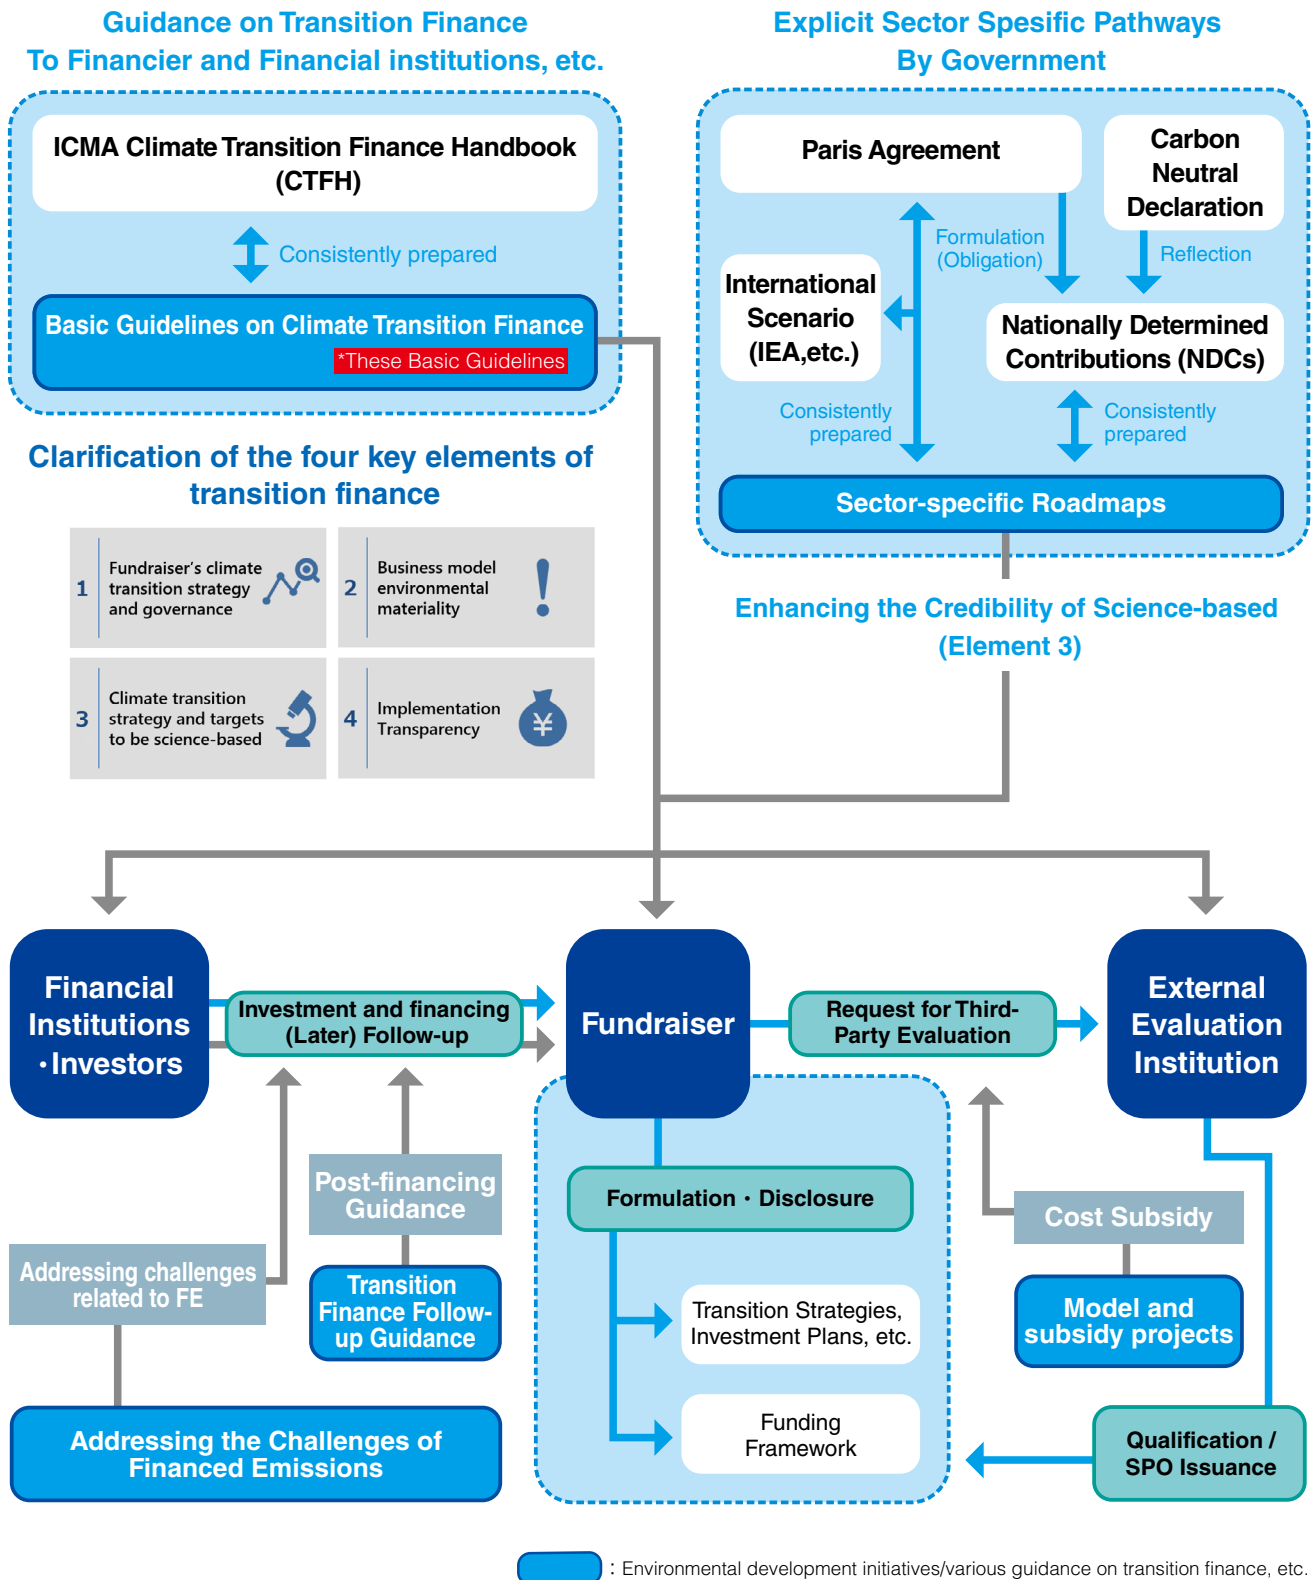 Guidance on Transition Finance
To Financier and Financial institutions, etc.
ICMA Climate Transition Finance Handbook
(CTFH)
Consistently prepared
Basic Guidelines on Climate Transition Finance
*These Basic Guidelines
Explicit Sector Spesific Pathways
By Government
Paris Agreement
Carbon
Neutral
Declaration
Formulation
(Obligation)
Reflection
International
Scenario
(IEA,etc.)
Nationally Determined
Contributions (NDCs)
Consistently
prepared
Consistently
prepared
Sector-specific Roadmaps
Clarification of the four key elements of
transition finance
1
Fundraiser's climate
transition strategy
and governance
2
Business model
environmental
materiality
3
Climate transition
strategy and targets
to be science-based
4
Implementation
Transparency
¥
Enhancing the Credibility of Science-based
(Element 3)
Financial
Institutions
・Investors
Investment and financing
(Later) Follow-up
Fundraiser
Request for Third-
Party Evaluation
External
Evaluation
Institution
Post-financing
Guidance
Transition
Finance Follow-
up Guidance
Addressing challenges
related to FE
Addressing the Challenges of
Financed Emissions
Formulation・Disclosure
Transition Strategies,
Investment Plans, etc.
Funding
Framework
Cost Subsidy
Model and
subsidy projects
Qualification /
SPO Issuance
: Environmental development initiatives/various guidance on transition finance, etc.